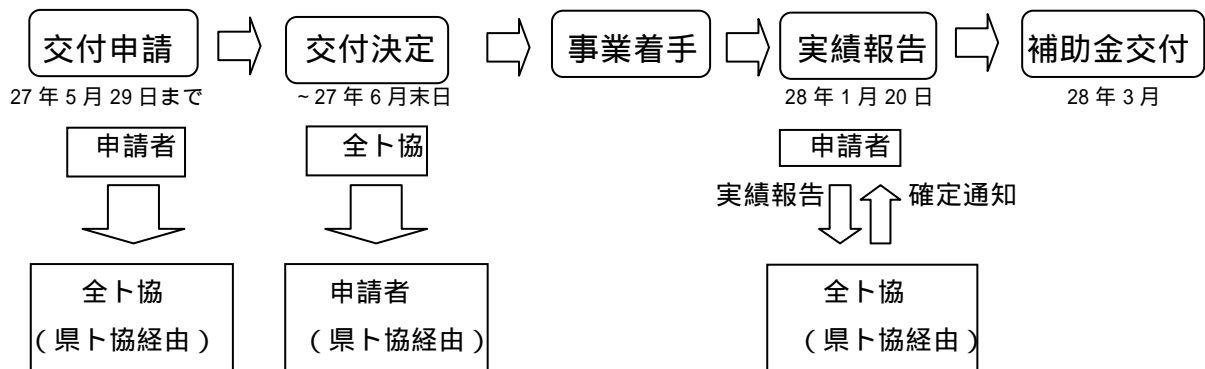 交付申請
交付決定
事業着手
実績報告
補助金交付
27年5月29日まで
~27年6月末日
28年1月20日
28年3月
申請者
全ト協
申請者
実績報告
確定通知
全ト協
(県ト協経由)
申請者
(県ト協経由)
全ト協
(県ト協経由)